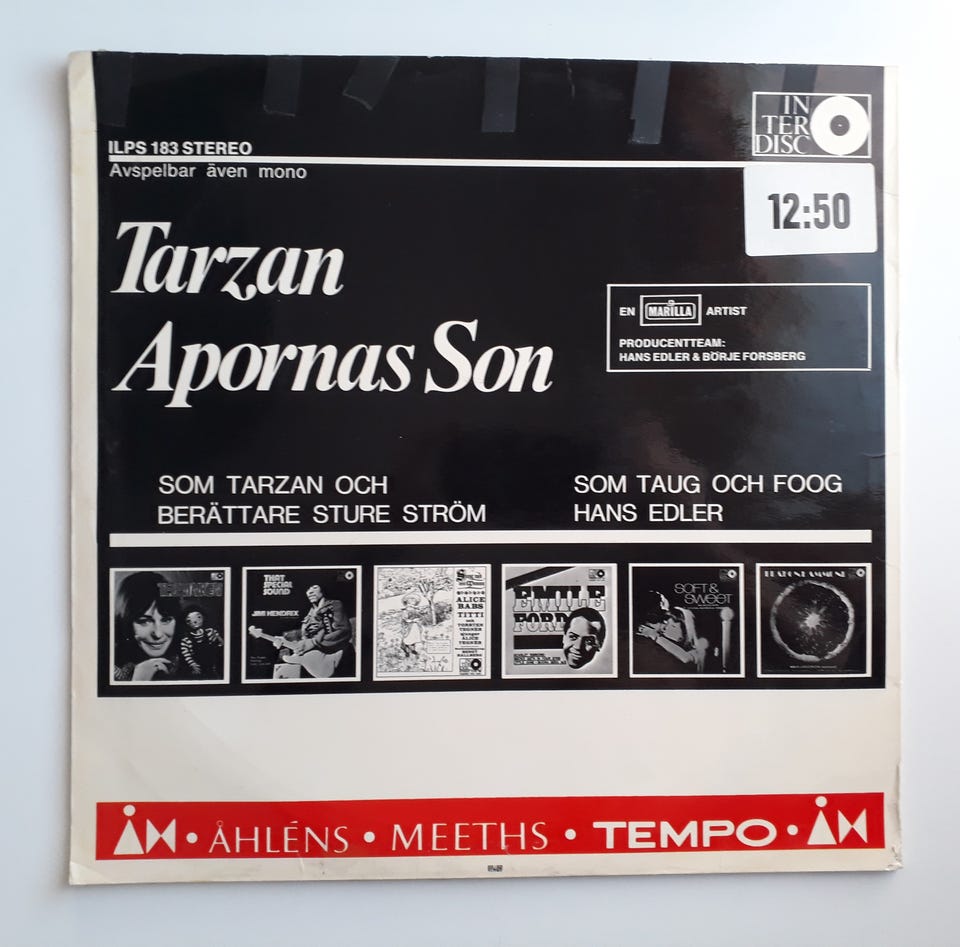 ILPS 183 STEREO
Avspelbar även mono
IN
TER
DISC
12:50
Tarzan
Apornas Son
EN MARILLA ARTIST
PRODUCENTTEAM:
HANS EDLER & BÖRJE FORSBERG
SOM TARZAN OCH
BERÄTTARE STURE STRÖM
SOM TAUG OCH FOOG
HANS EDLER
THAT
SPECIAL
SOUND
JIMI HENDRIX
ALICE
BABS
TITTI
EMILE
FORD
SOFT &
SWEET
ÅH • ÅHLÉNS • MEETHS • TEMPO • ÅH